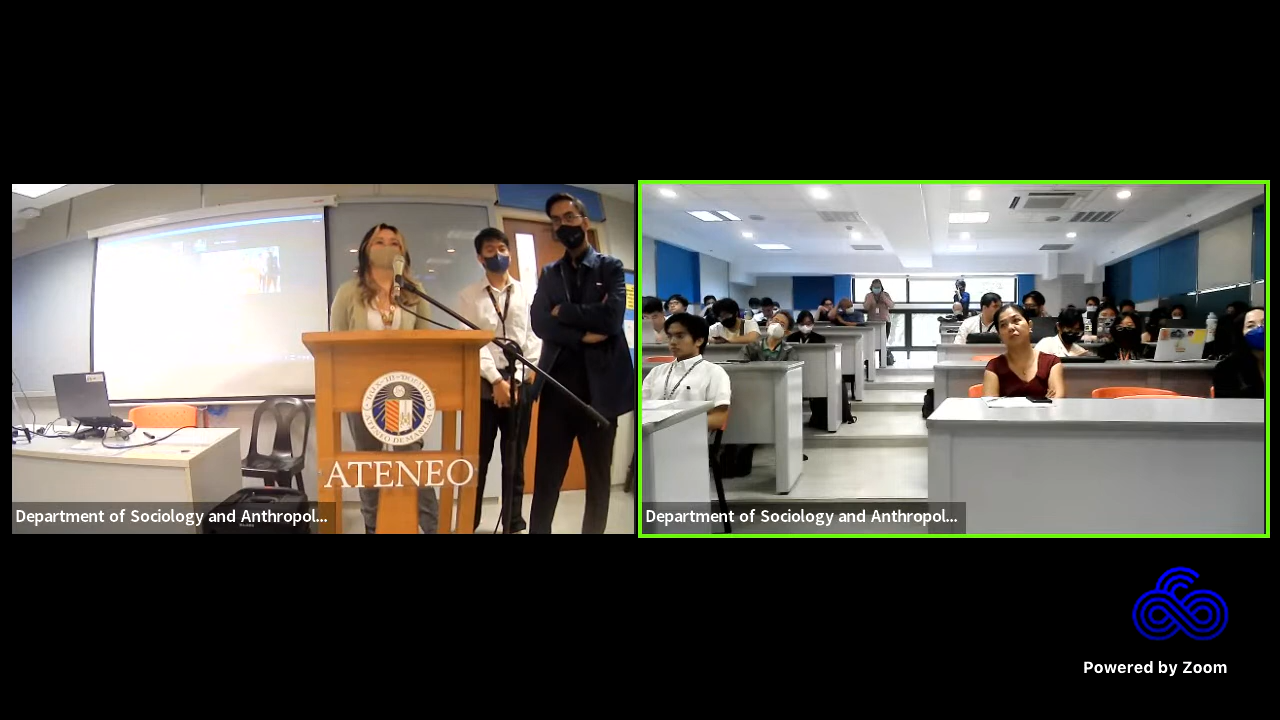 ATENEO
Department of Sociology and Anthropol...
Department of Sociology and Anthropol...
Powered by Zoom